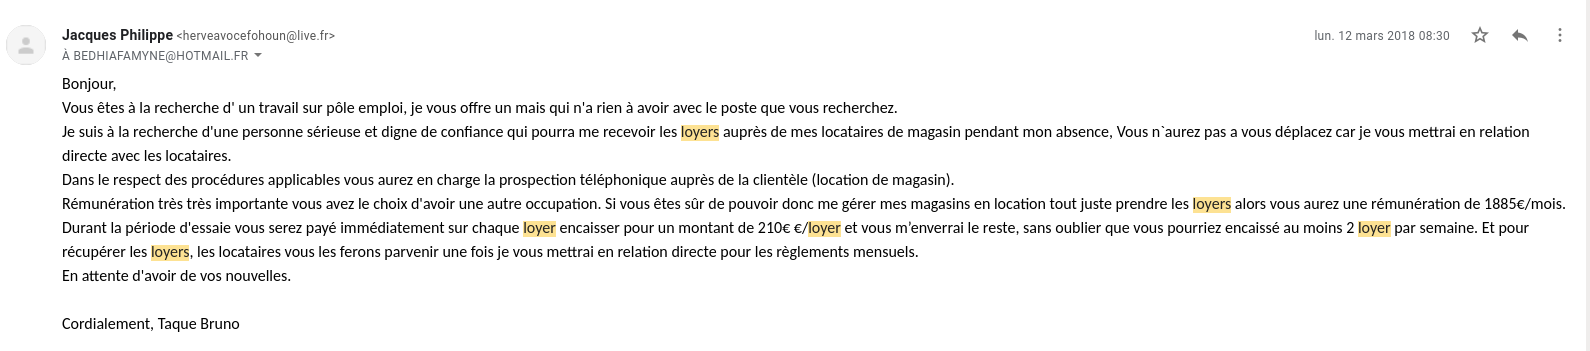 Jacques Philippe <herveavocefohoun@live.fr>
lun. 12 mars 2018 08:30
À BEDHIAFAMYNE@HOTMAIL.FR
Bonjour,
Vous êtes à la recherche d' un travail sur pôle emploi, je vous offre un mais qui n'a rien à avoir avec le poste que vous recherchez.
Je suis à la recherche d'une personne sérieuse et digne de confiance qui pourra me recevoir les loyers auprès de mes locataires de magasin pendant mon absence, Vous n`aurez pas a vous déplacez car je vous mettrai en relation
directe avec les locataires.
Dans le respect des procédures applicables vous aurez en charge la prospection téléphonique auprès de la clientèle (location de magasin).
Rémunération très très importante vous avez le choix d'avoir une autre occupation. Si vous êtes sûr de pouvoir donc me gérer mes magasins en location tout juste prendre les loyers alors vous aurez une rémunération de 1885€/mois.
Durant la période d'essaie vous serez payé immédiatement sur chaque loyer encaisser pour un montant de 210€ €/loyer et vous m'enverrai le reste, sans oublier que vous pourriez encaissé au moins 2 loyer par semaine. Et pour
récupérer les loyers, les locataires vous les ferons parvenir une fois je vous mettrai en relation directe pour les règlements mensuels.
En attente d'avoir de vos nouvelles.
Cordialement, Taque Bruno